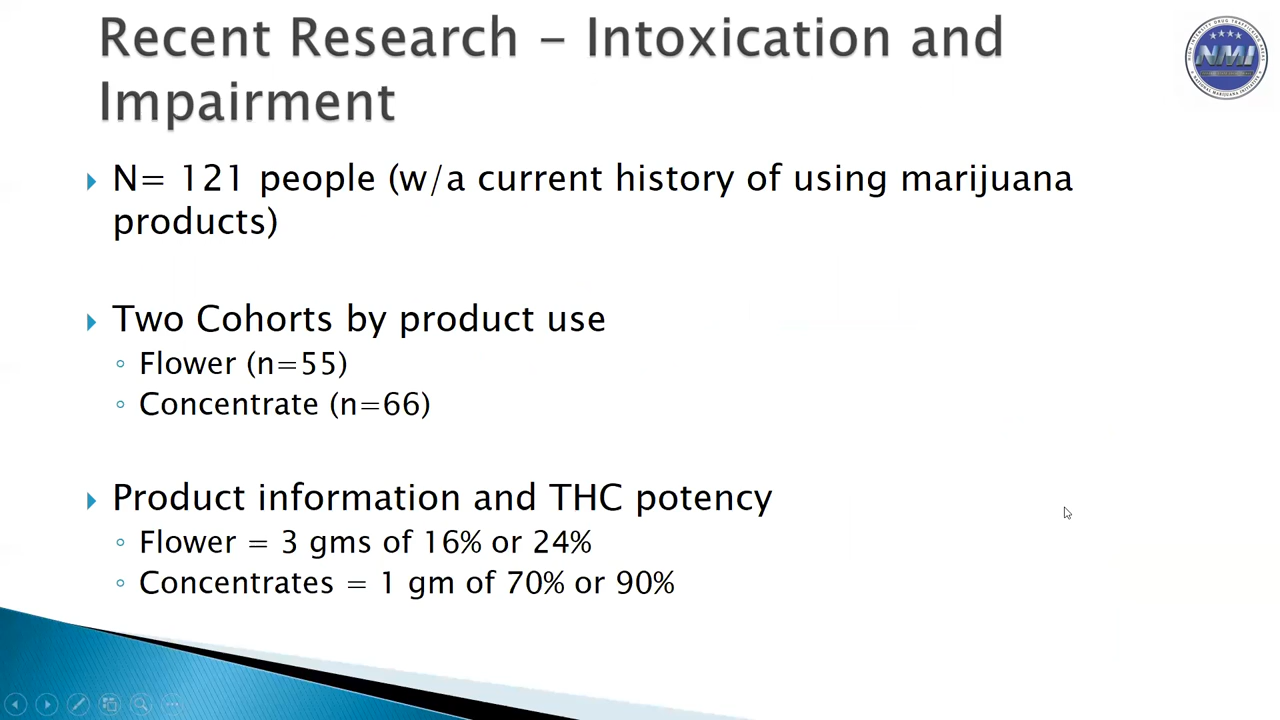 Recent Research – Intoxication and
Impairment
NMI
N= 121 people (w/a current history of using marijuana
products)
Two Cohorts by product use
Flower (n=55)
Concentrate (n=66)
Product information and THC potency
Flower = 3 gms of 16% or 24%
Concentrates = 1 gm of 70% or 90%